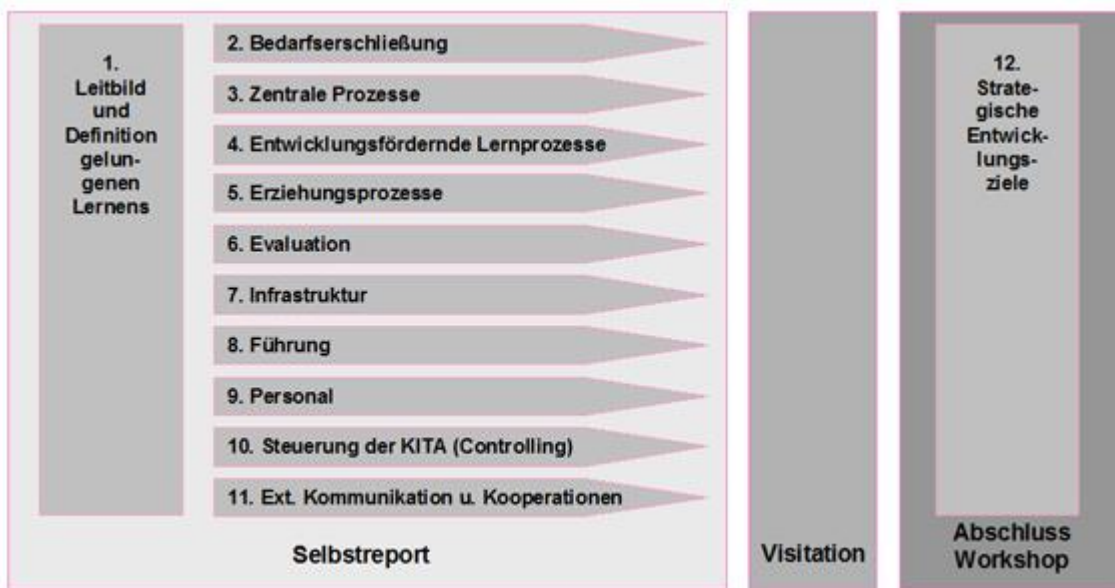 1.
Leitbild
und
Definition
gelun-
genen
Lernens
2. Bedarfserschließung
3. Zentrale Prozesse
4. Entwicklungsfördernde Lernprozesse
5. Erziehungsprozesse
6. Evaluation
7. Infrastruktur
8. Führung
9. Personal
10. Steuerung der KITA (Controlling)
11. Ext. Kommunikation u. Kooperationen
Selbstreport
Visitation
12.
Strate-
gische
Entwick-
lungs-
ziele
Abschluss
Workshop